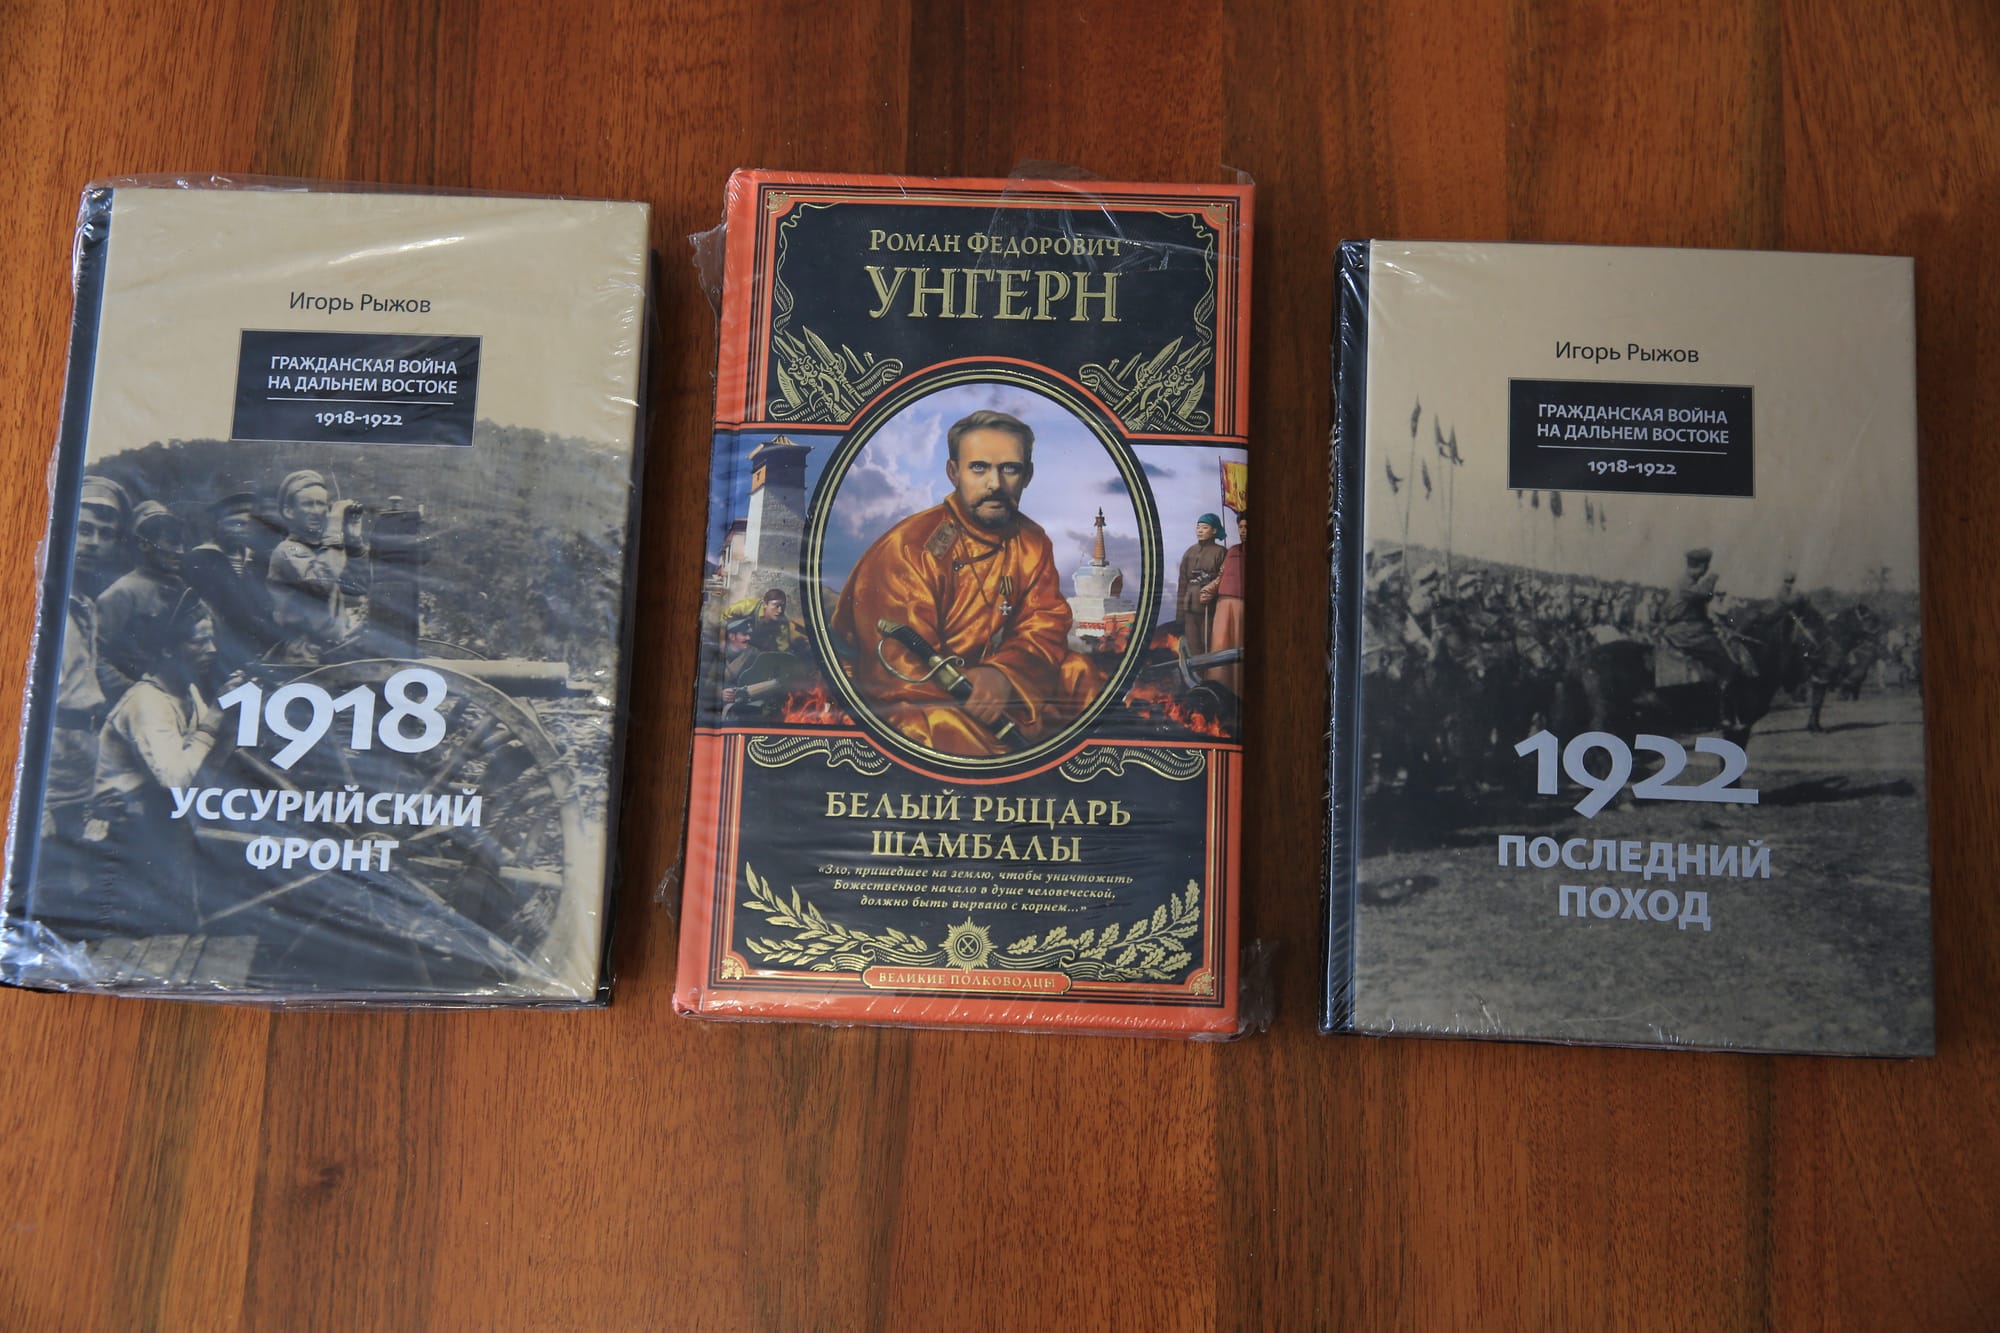 Игорь Рыжов
ГРАЖДАНСКАЯ ВОЙНА
НА ДАЛЬНЕМ ВОСТОКЕ
1918-1922
1918
УССУРИЙСКИЙ
ФРОНТ
РОМАН ФЕДОРОВИЧ
УНГЕРН
БЕЛЫЙ РЫЦАРЬ
ШАМБАЛЫ
«Зло, пришедшее на землю, чтобы уничтожить
Божественное начало в душе человеческой,
должно быть вырвано с корнем...»
ВЕЛИКИЕ ПОЛКОВОДЦЫ
Игорь Рыжов
ГРАЖДАНСКАЯ ВОЙНА
НА ДАЛЬНЕМ ВОСТОКЕ
1918-1922
1922
ПОСЛЕДНИЙ
ПОХОД